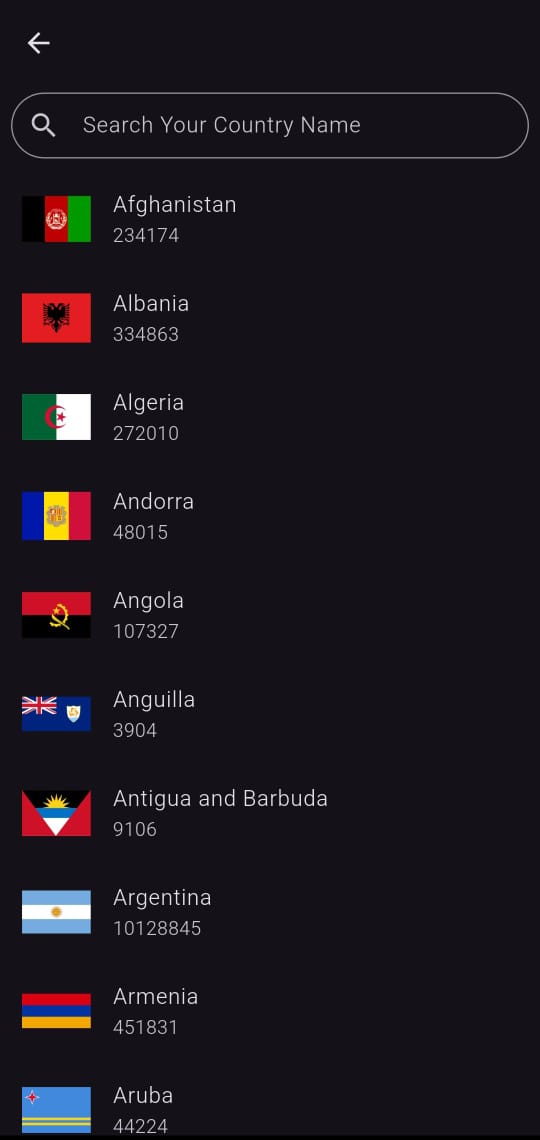 Search Your Country Name
Afghanistan
234174
Albania
334863
Algeria
272010
Andorra
48015
Angola
107327
Anguilla
3904
Antigua and Barbuda
9106
Argentina
10128845
Armenia
451831
Aruba
44224